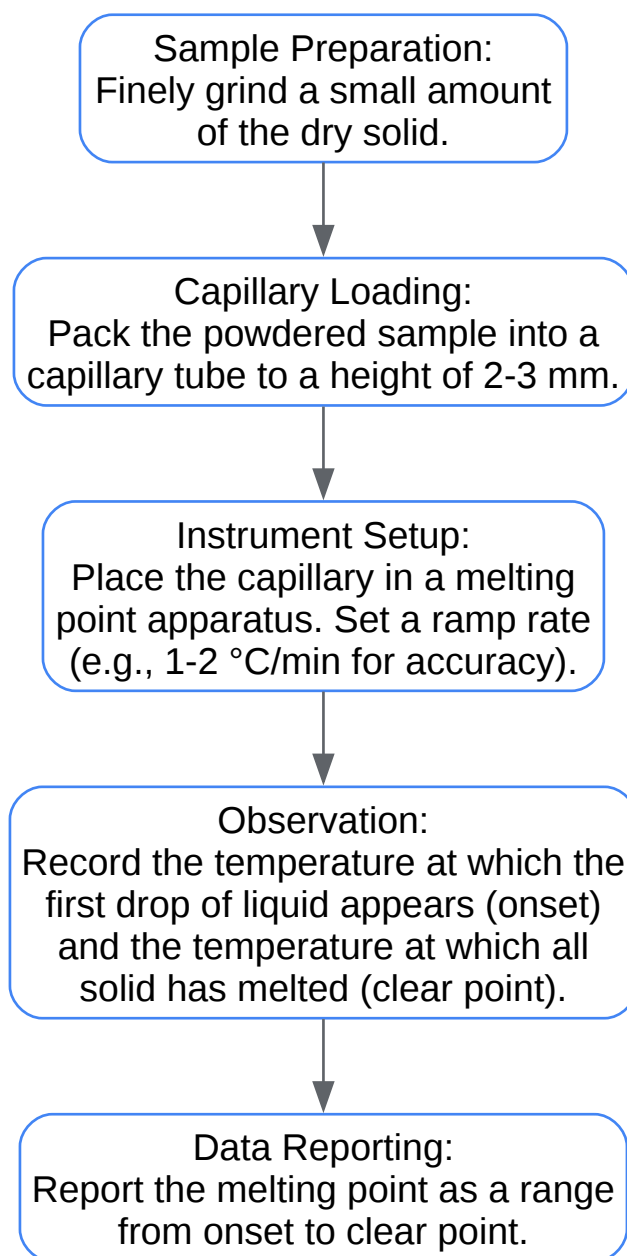 Sample Preparation:
Finely grind a small amount
of the dry solid.
Capillary Loading:
Pack the powdered sample into a
capillary tube to a height of 2-3 mm.
Instrument Setup:
Place the capillary in a melting
point apparatus. Set a ramp rate
(e.g., 1-2 °C/min for accuracy).
Observation:
Record the temperature at which the
first drop of liquid appears (onset)
and the temperature at which all
solid has melted (clear point).
Data Reporting:
Report the melting point as a range
from onset to clear point.